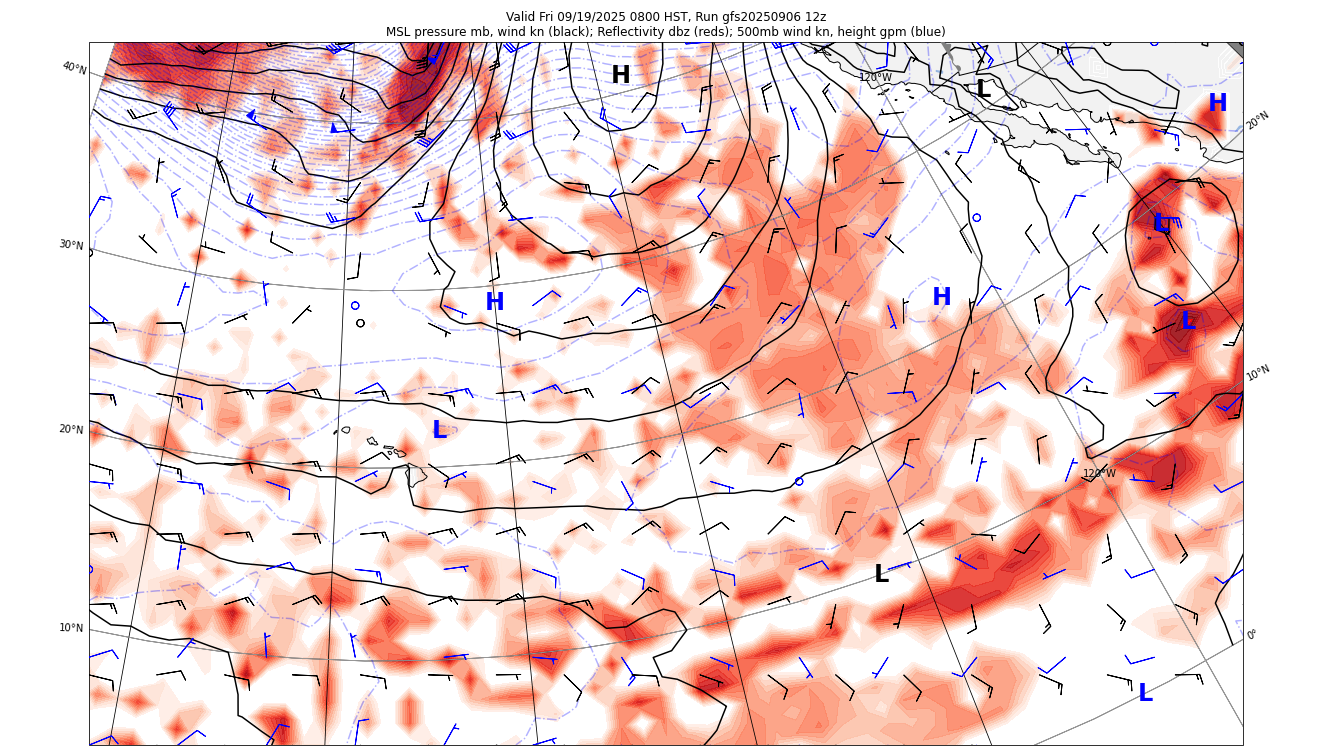 Valid Fri 09/19/2025 0800 HST, Run gfs20250906 12z
MSL pressure mb, wind kn (black); Reflectivity dbz (reds); 500mb wind kn, height gpm (blue)
40°N
H
120°W
L
H
20°N
L
30°N
H
H
L
10°N
20°N
L
120°W
L
10°N
0°
L